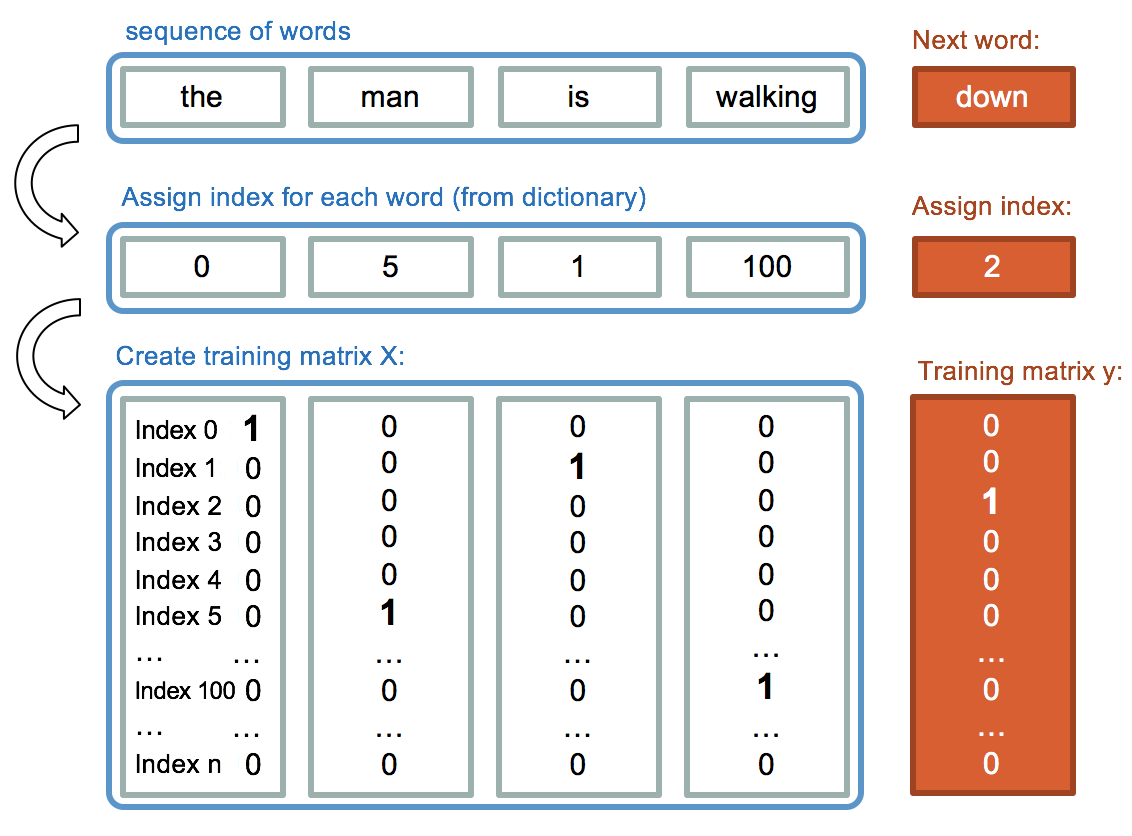 sequence of words
Next word:
the man is walking
down
Assign index for each word (from dictionary)
Assign index:
0 5 1 100
2
Create training matrix X:
Training matrix y:
Index 0 1 0 0 0 0
Index 1 0 0 1 0 0
Index 2 0 0 0 0 1
Index 3 0 0 0 0 0
Index 4 0 0 0 0 0
Index 5 0 1 0 0 0
... ... ... ... ... ...
Index 100 0 0 0 1 0
... ... ... ... ... ...
Index n 0 0 0 0 0